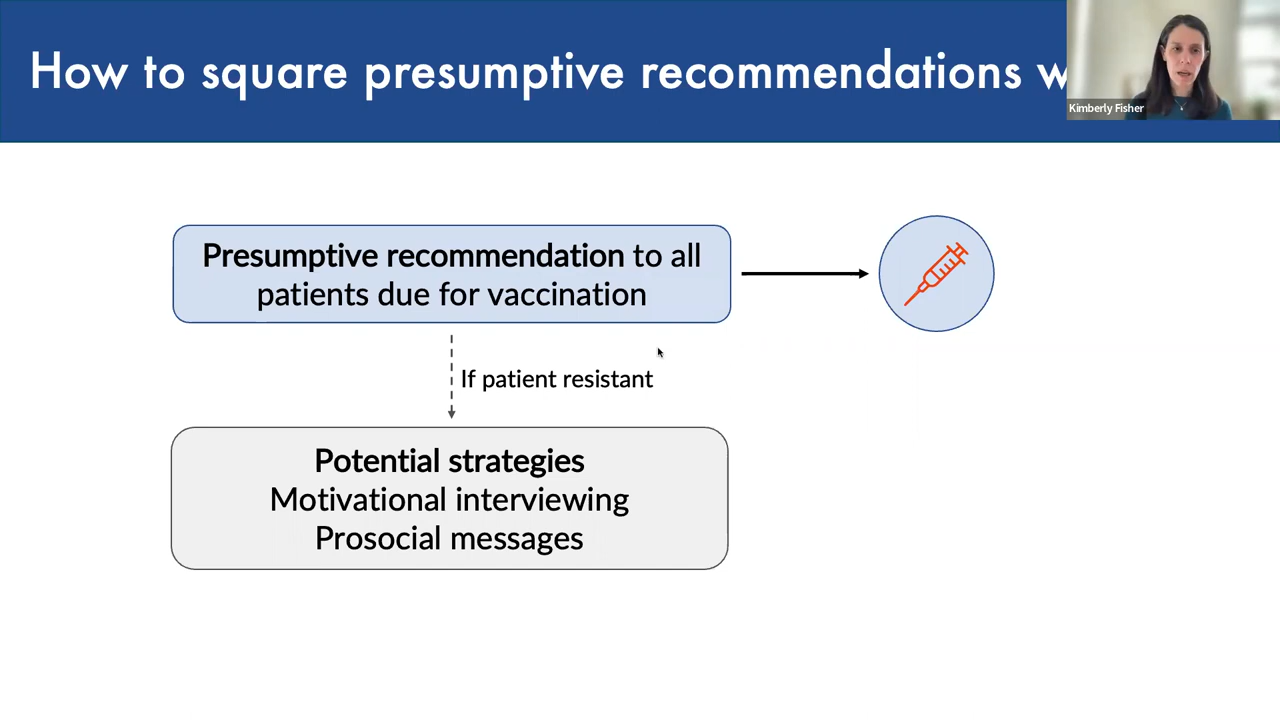 How to square presumptive recommendations
Kimberly Fisher
Presumptive recommendation to all
patients due for vaccination
If patient resistant
Potential strategies
Motivational interviewing
Prosocial messages